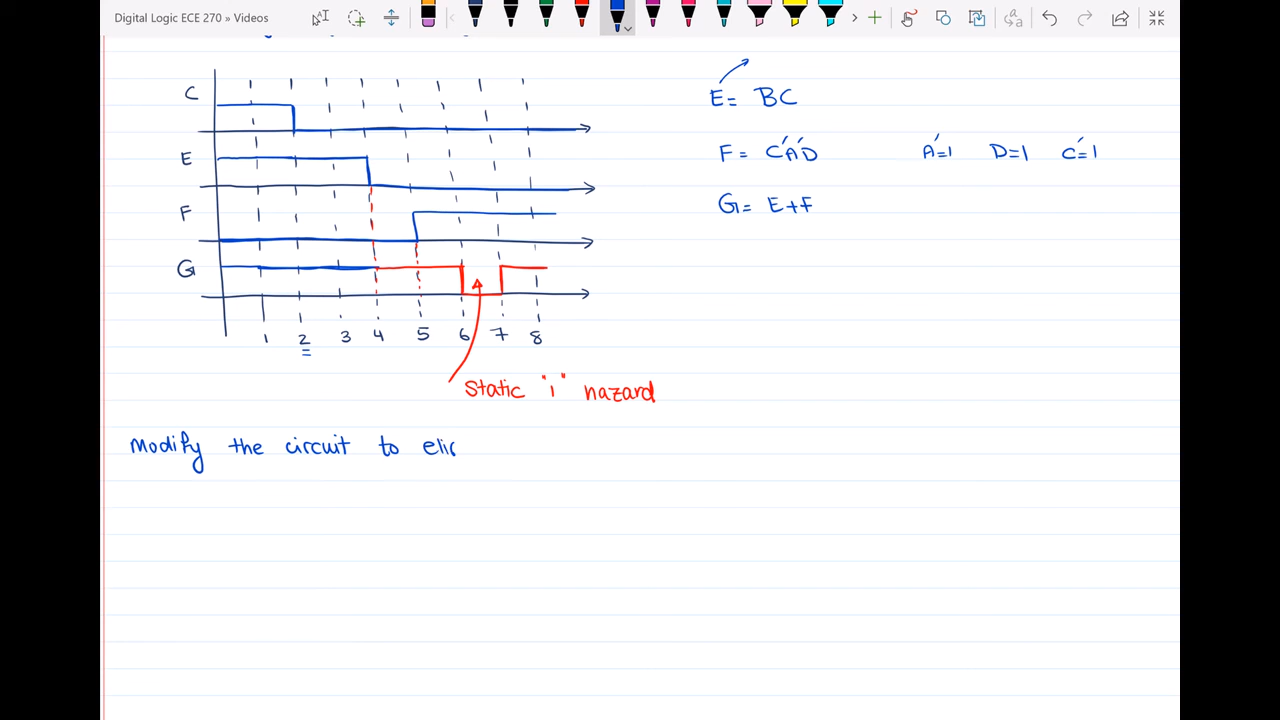 Digital Logic ECE 270 » Videos
C
E= BC
E
F = C'A'D A'=1 D=1 C'=1
F
G= E+F
G
1 2 3 4 5 6 7 8
Static "1" hazard
Modify the circuit to eli